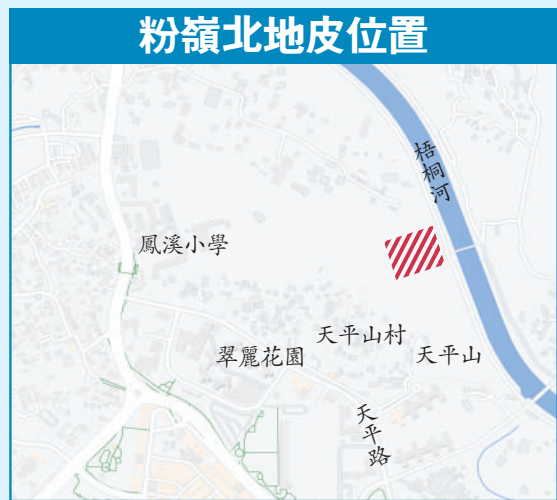 粉嶺北地皮位置
梧桐河
鳳溪小學
天平山村
翠麗花園
天平山
天平路